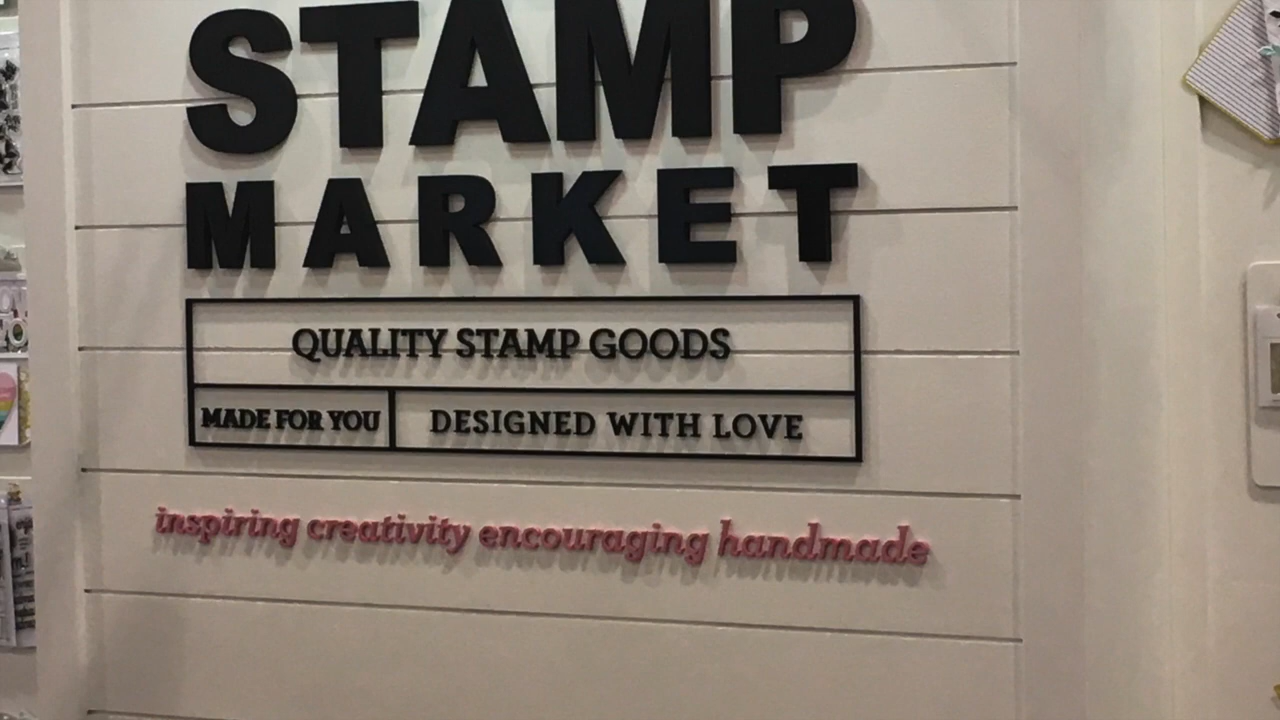 STAMP
MARKET
QUALITY STAMP GOODS
MADE FOR YOU DESIGNED WITH LOVE
inspiring creativity encouraging handmade